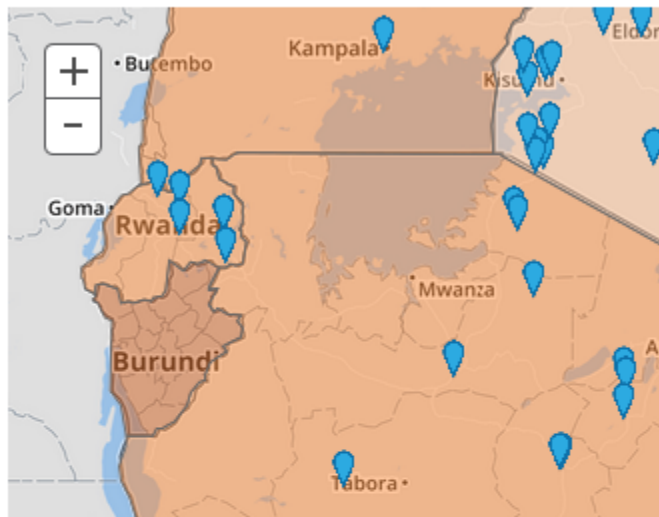 Eldor
Kampala
+
Butembo
Kisumu
−
Goma
Rwanda
Mwanza
A
Burundi
Tabora